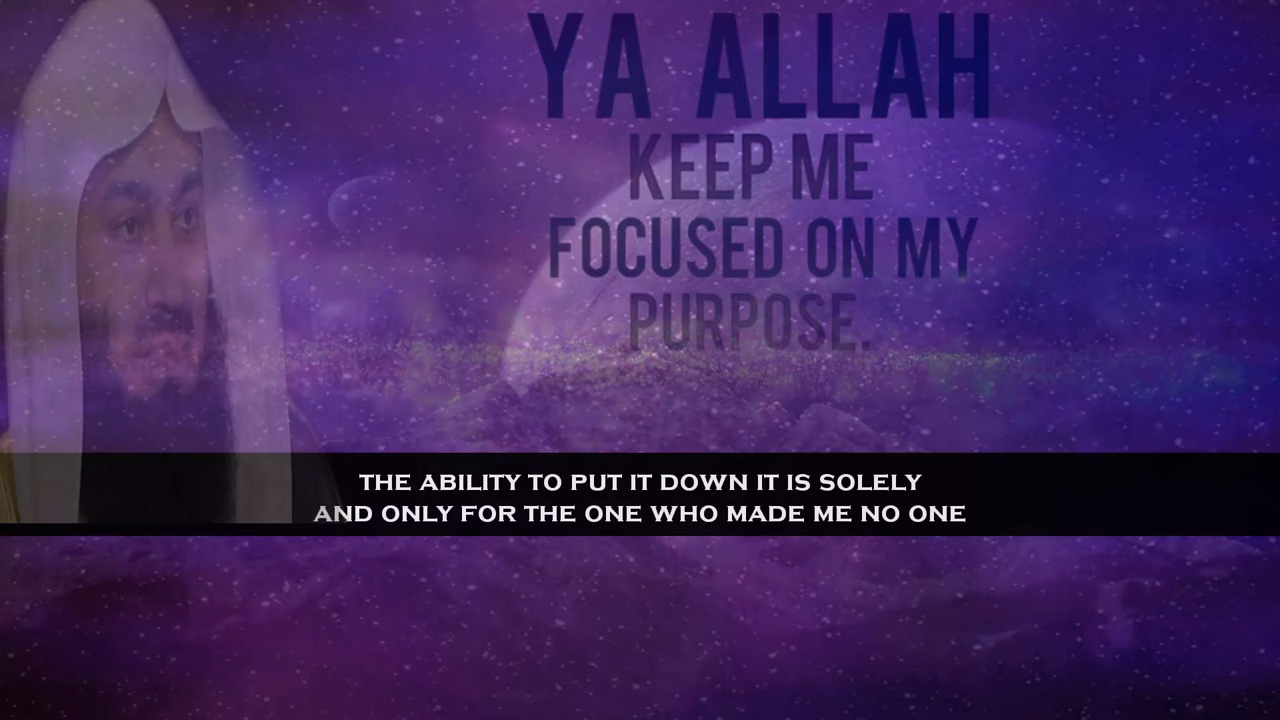 YA ALLAH
KEEP ME
FOCUSED ON MY
PURPOSE.
THE ABILITY TO PUT IT DOWN IT IS SOLELY
AND ONLY FOR THE ONE WHO MADE ME NO ONE